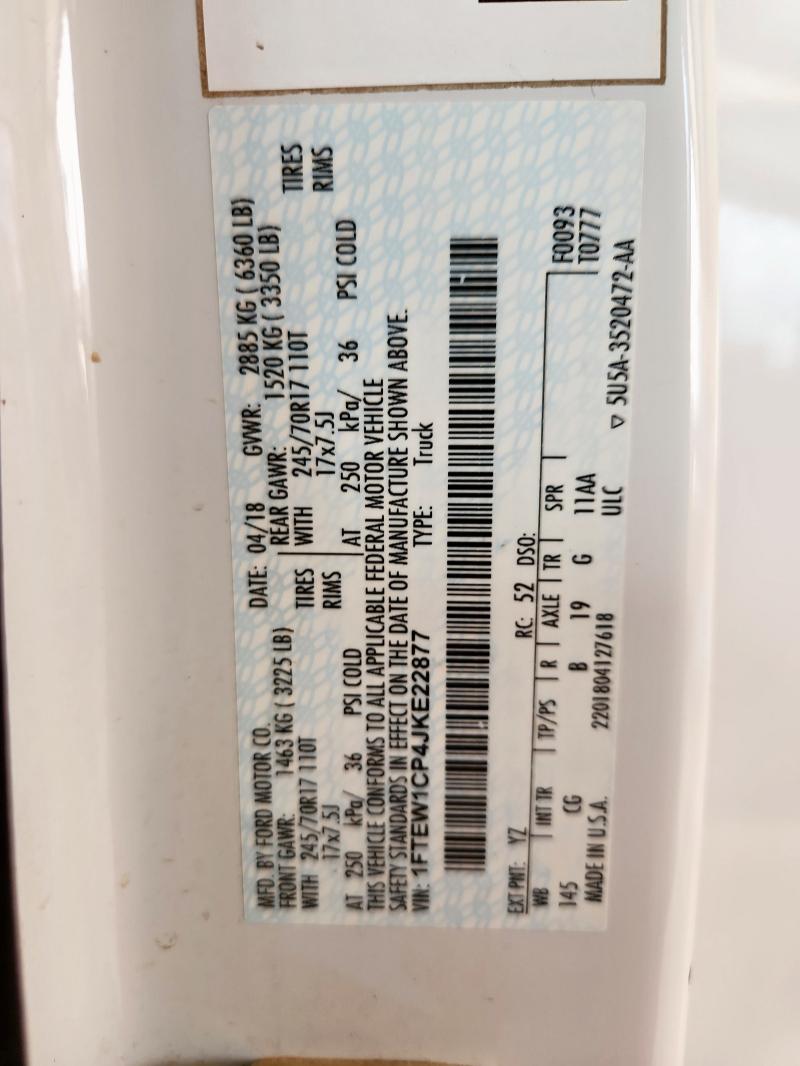 MFD. BY FORD MOTOR CO. DATE: 04/18 GVWR: 2885 KG ( 6360 LB)
FRONT GAWR: 1463 KG ( 3225 LB) REAR GAWR: 1520 KG ( 3350 LB)
WITH 245/70R17 110T TIRES WITH 245/70R17 110T TIRES
17x7.5J RIMS 17x7.5J RIMS
AT 250 kPa/ 36 PSI COLD AT 250 kPa/ 36 PSI COLD
THIS VEHICLE CONFORMS TO ALL APPLICABLE FEDERAL MOTOR VEHICLE
SAFETY STANDARDS IN EFFECT ON THE DATE OF MANUFACTURE SHOWN ABOVE.
VIN: 1FTEW1CP4JKE22877 TYPE: Truck
EXT PNT: YZ RC: 52 DSO:
WB INT TR TP/PS R AXLE TR SPR F0093
145 CG B 19 G 11AA T0777
ULC
MADE IN U.S.A. 2201804127618 ▽ 5U5A-3520472-AA